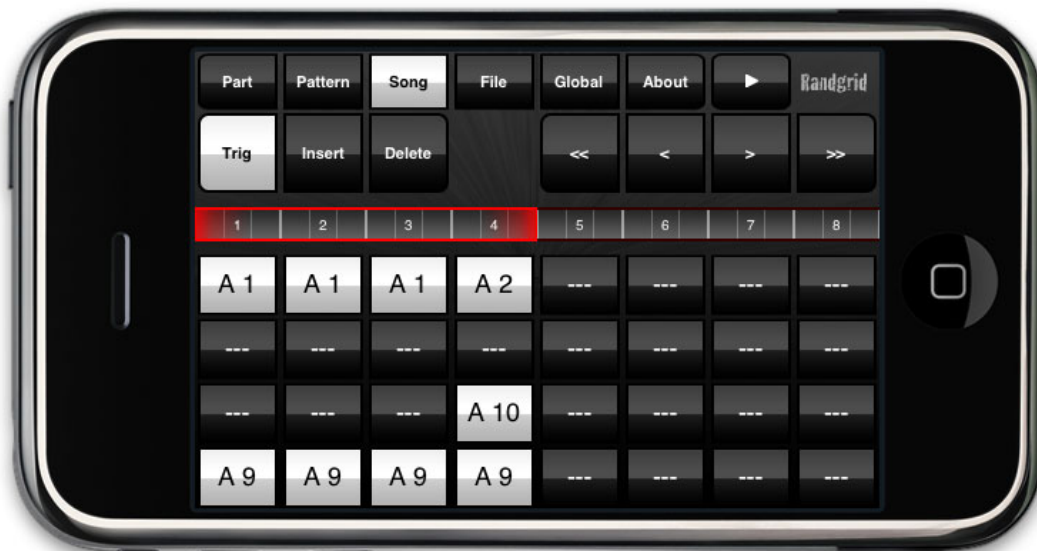 Part Pattern Song File Global About ▶ Randgrid
Trig Insert Delete << < > >>
1 2 3 4 5 6 7 8
A 1 A 1 A 1 A 2 --- --- --- ---
--- --- --- --- --- --- --- ---
--- --- --- A 10 --- --- --- ---
A 9 A 9 A 9 A 9 --- --- --- ---